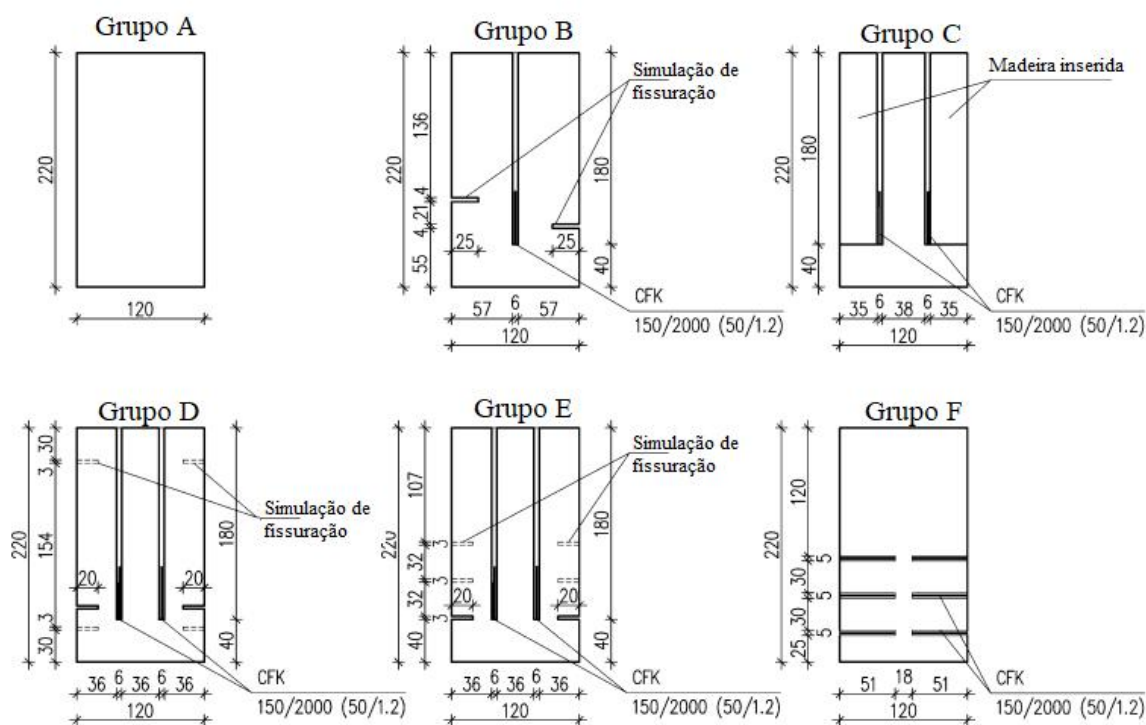 Grupo A
220
120
Grupo B
Simulação de
fissuração
220
136
4
21
4
55
25
25
180
40
57 6 57
120
CFK
150/2000 (50/1.2)
Grupo C
Madeira inserida
220
180
40
35 6 38 6 35
120
CFK
150/2000 (50/1.2)
Grupo D
Simulação de
fissuração
220
30
3
154
3
30
20
20
180
40
36 6 36 6 36
120
CFK
150/2000 (50/1.2)
Grupo E
Simulação de
fissuração
220
107
3
32
3
32
3
40
20
20
180
40
36 6 36 6 36
120
CFK
150/2000 (50/1.2)
Grupo F
220
120
5
30
5
30
5
25
51 18 51
120
CFK
150/2000 (50/1.2)